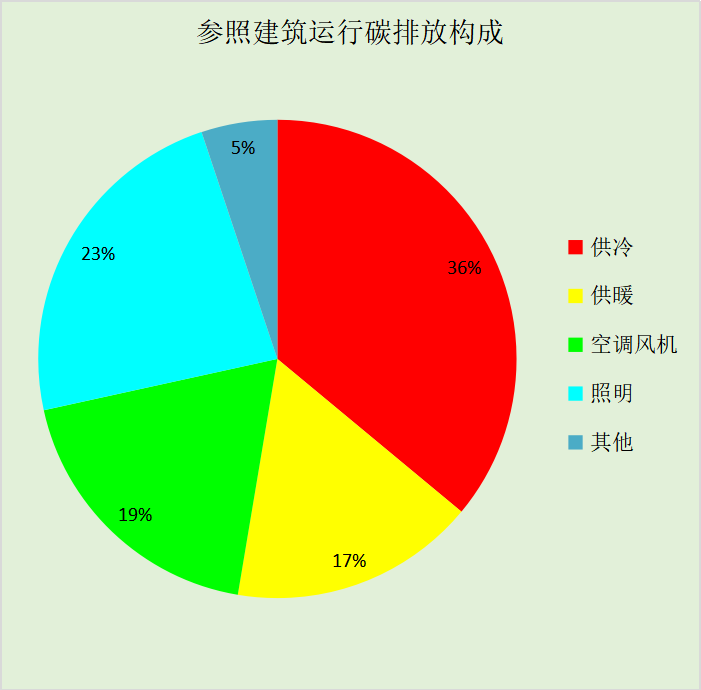 参照建筑运行碳排放构成
5%
36%
23%
19%
17%
供冷
供暖
空调风机
照明
其他